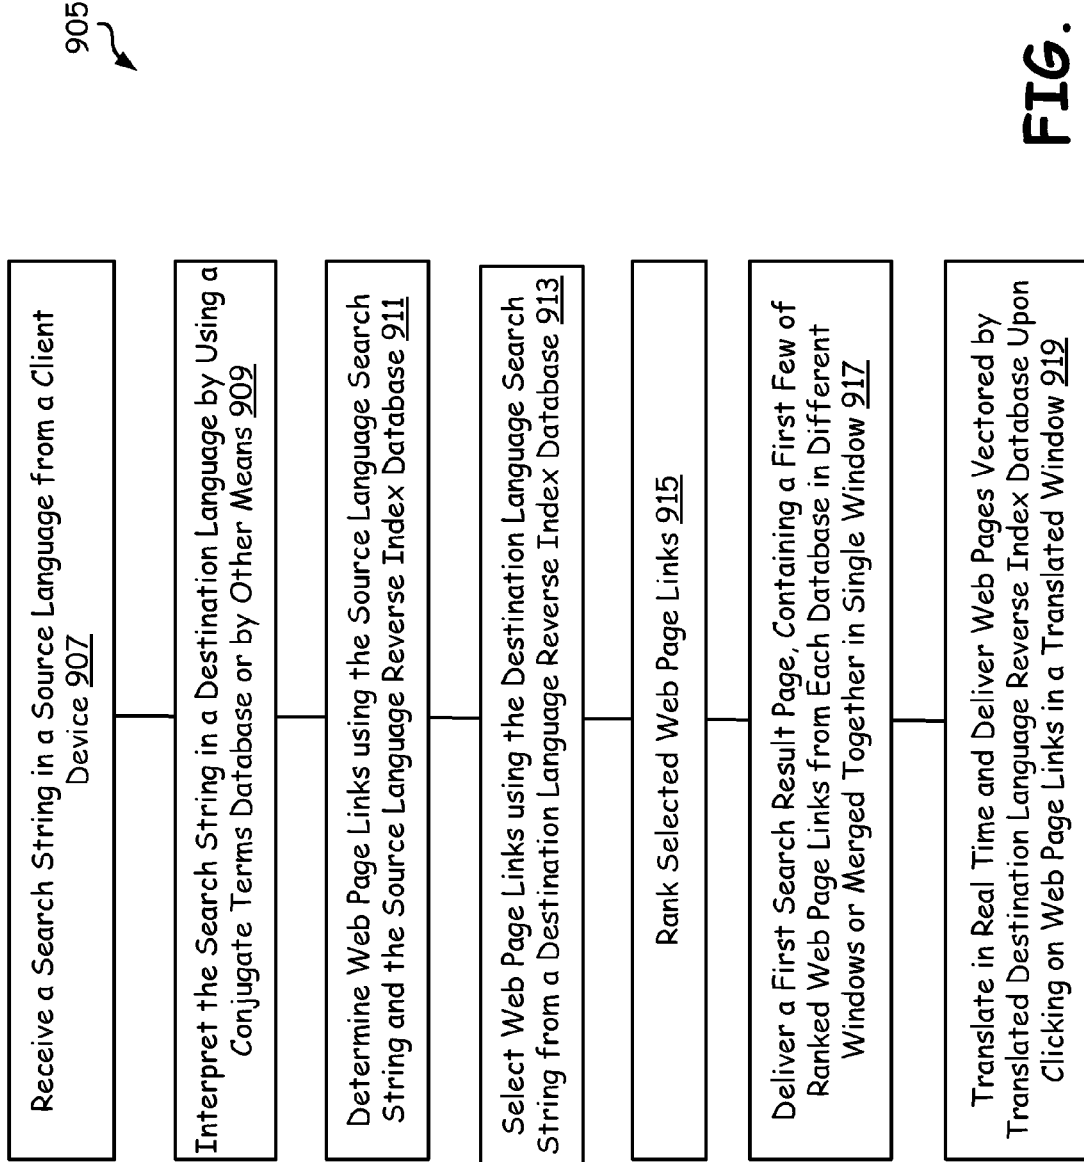 905
Receive a Search String in a Source Language from a Client
Device 907
Interpret the Search String in a Destination Language by Using a
Conjugate Terms Database or by Other Means 909
Determine Web Page Links using the Source Language Search
String and the Source Language Reverse Index Database 911
Select Web Page Links using the Destination Language Search
String from a Destination Language Reverse Index Database 913
Rank Selected Web Page Links 915
Deliver a First Search Result Page, Containing a First Few of
Ranked Web Page Links from Each Database in Different
Windows or Merged Together in Single Window 917
Translate in Real Time and Deliver Web Pages Vectored by
Translated Destination Language Reverse Index Database Upon
Clicking on Web Page Links in a Translated Window 919
FIG.